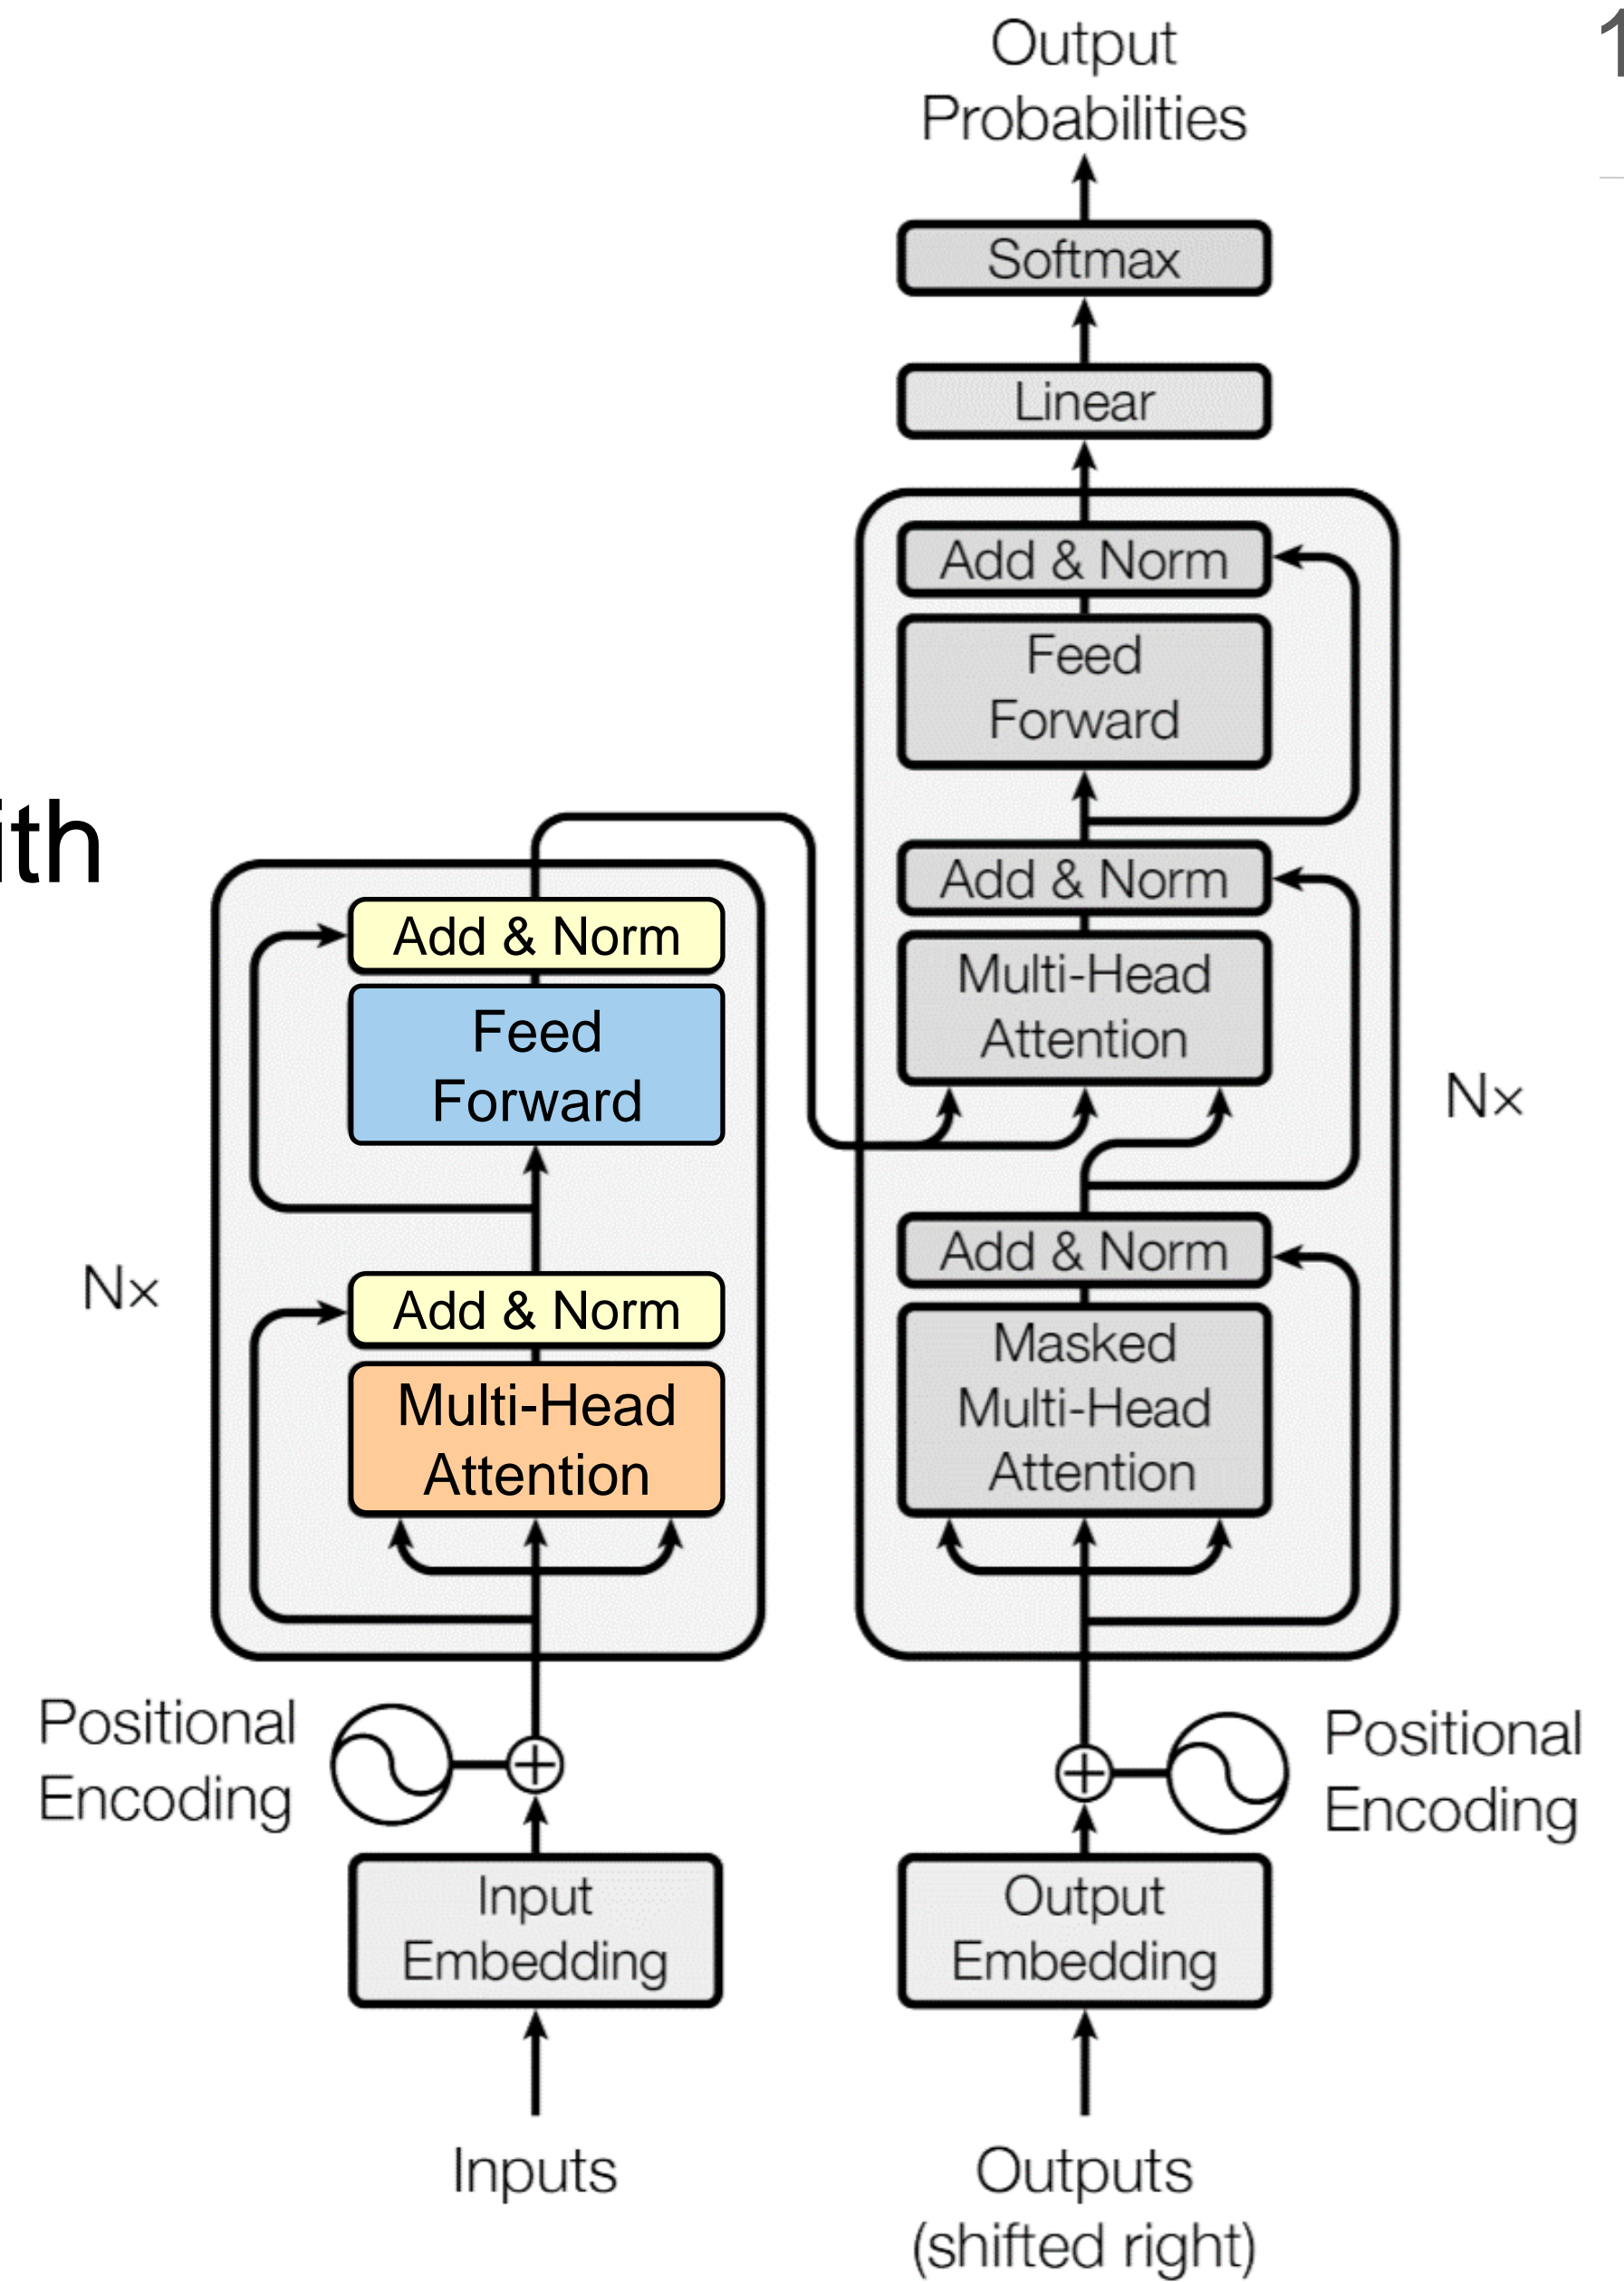 1
Output
Probabilities
Softmax
Linear
Add & Norm
Feed
Forward
Add & Norm
Multi-Head
Attention
Nx
Add & Norm
Masked
Multi-Head
Attention
ith
Add & Norm
Feed
Forward
Nx
Add & Norm
Multi-Head
Attention
Positional
Encoding
Positional
Encoding
Input
Embedding
Output
Embedding
Inputs
Outputs
(shifted right)